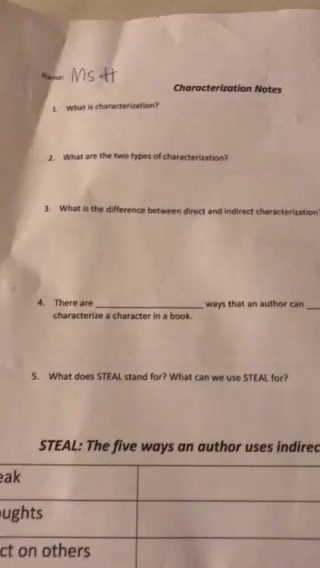 Name: Ms H
Characterization Notes
1. What is characterization?
2. What are the two types of characterization?
3. What is the difference between direct and indirect characterization?
4. There are ____________________ ways that an author can ___
characterize a character in a book.
5. What does STEAL stand for? What can we use STEAL for?
STEAL: The five ways an author uses indirec
eak
oughts
ct on others